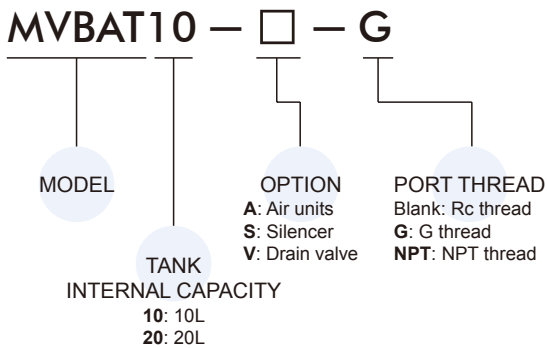 MVBAT10 — □ — G
MODEL
OPTION
A: Air units
S: Silencer
V: Drain valve
PORT THREAD
Blank: Rc thread
G: G thread
NPT: NPT thread
TANK
INTERNAL CAPACITY
10: 10L
20: 20L